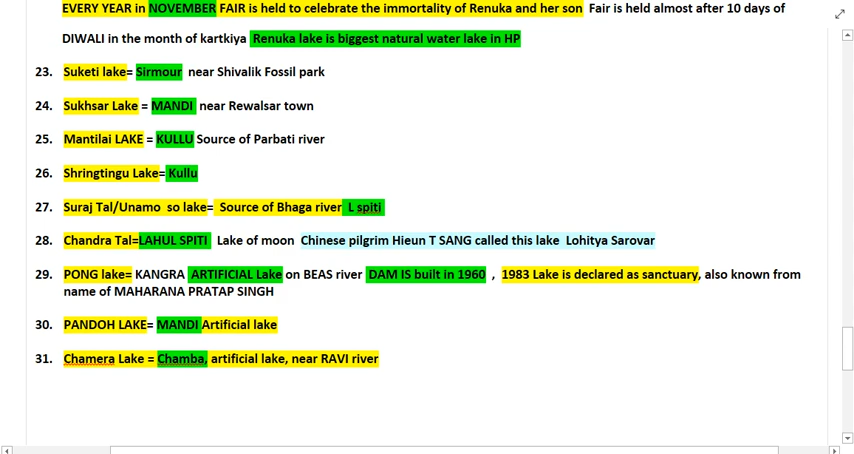 EVERY YEAR in NOVEMBER FAIR is held to celebrate the immortality of Renuka and her son Fair is held almost after 10 days of
DIWALI in the month of kartkiya Renuka lake is biggest natural water lake in HP
23. Suketi lake= Sirmour near Shivalik Fossil park
24. Sukhsar Lake = MANDI near Rewalsar town
25. Mantilai LAKE = KULLU Source of Parbati river
26. Shringtingu Lake= Kullu
27. Suraj Tal/Unamo so lake= Source of Bhaga river L spiti
28. Chandra Tal=LAHUL SPITI Lake of moon Chinese pilgrim Hieun T SANG called this lake Lohitya Sarovar
29. PONG lake= KANGRA ARTIFICIAL Lake on BEAS river DAM IS built in 1960 , 1983 Lake is declared as sanctuary, also known from
name of MAHARANA PRATAP SINGH
30. PANDOH LAKE= MANDI Artificial lake
31. Chamera Lake = Chamba, artificial lake, near RAVI river